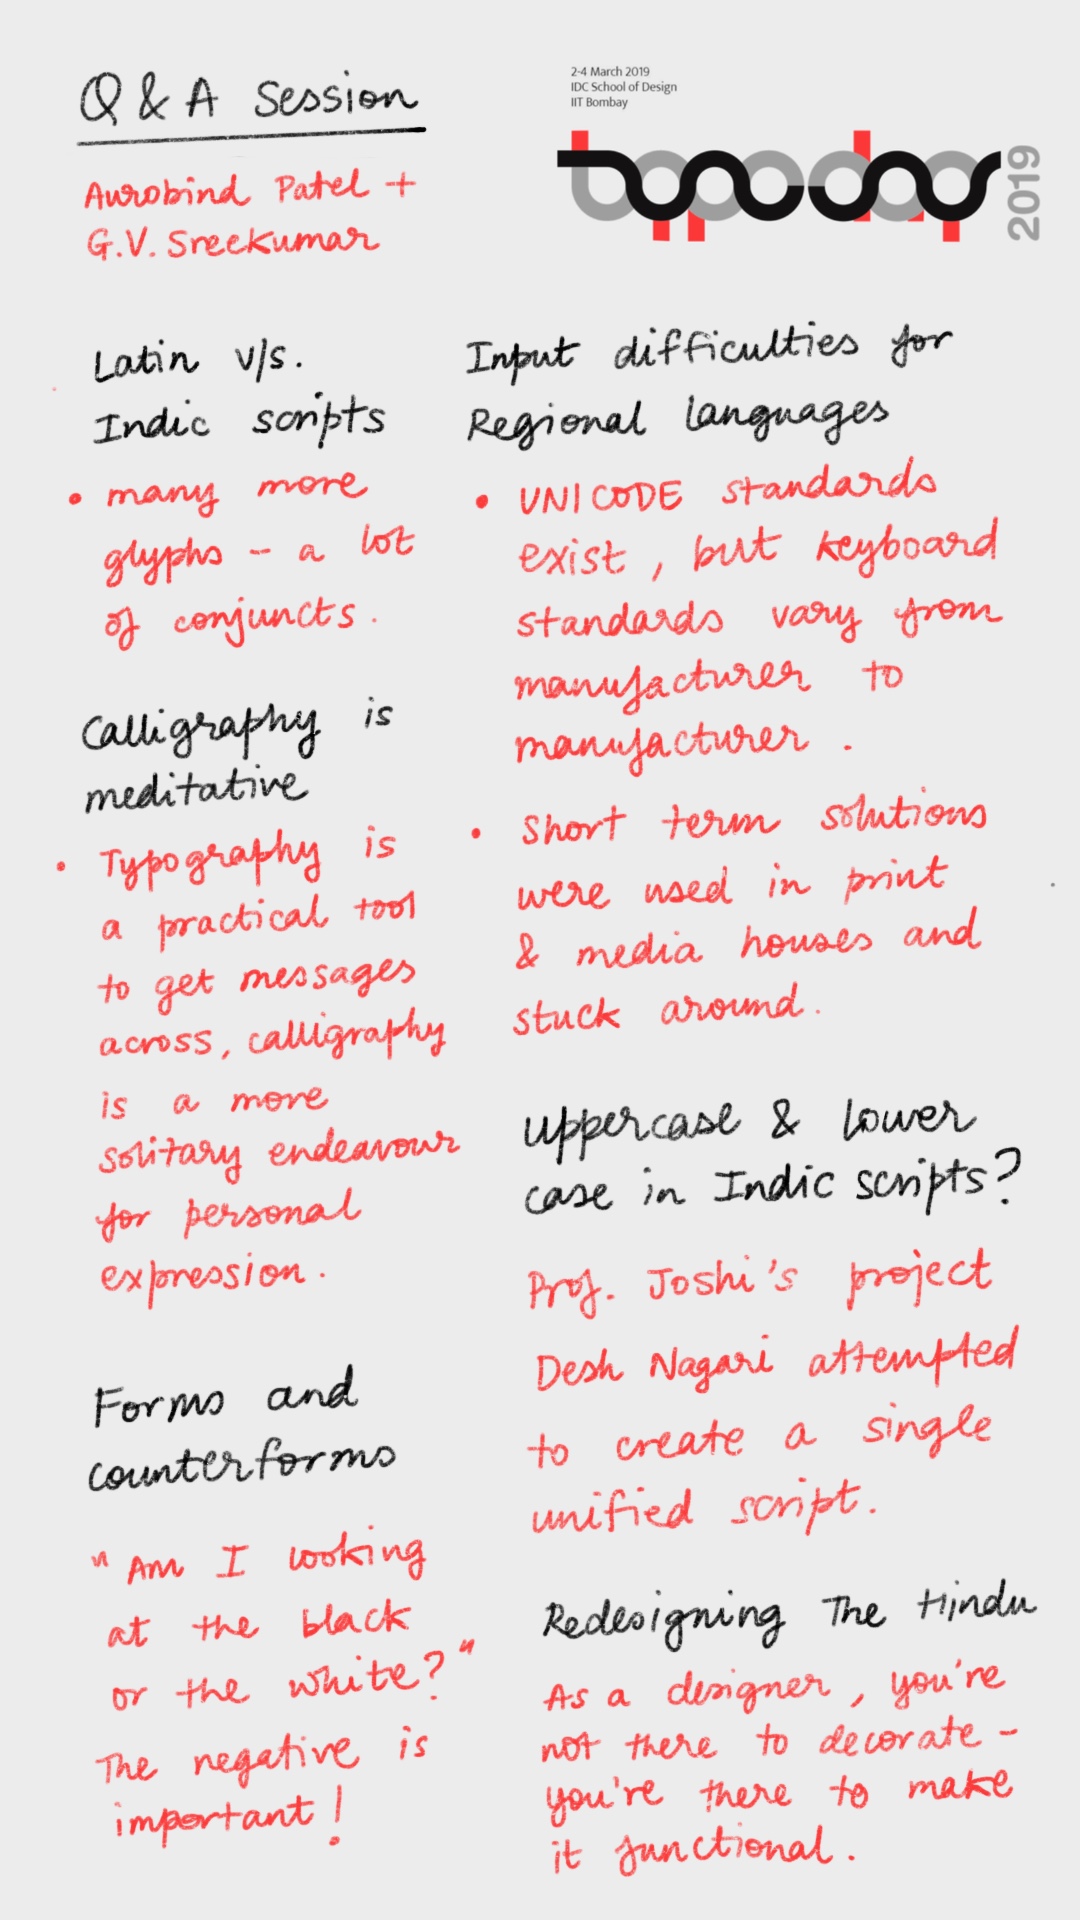 Q & A Session
Aurobind Patel +
G.V. Sreekumar
2-4 March 2019
IDC School of Design
IIT Bombay
typoday
2019
Latin v/s.
Indic scripts
• many more
glyphs - a lot
of conjuncts.
Calligraphy is
meditative
• Typography is
a practical tool
to get messages
across, calligraphy
is a more
solitary endeavour
for personal
expression.
Forms and
counterforms
"Am I looking
at the black
or the white?"
The negative is
important!
Input difficulties for
Regional languages
• UNICODE standards
exist, but keyboard
standards vary from
manufacturer to
manufacturer.
• Short term solutions
were used in print
& media houses and
stuck around.
Uppercase & lower
case in Indic scripts?
Prof. Joshi's project
Desh Nagari attempted
to create a single
unified script.
Redesigning The Hindu
As a designer, you're
not there to decorate -
you're there to make
it functional.